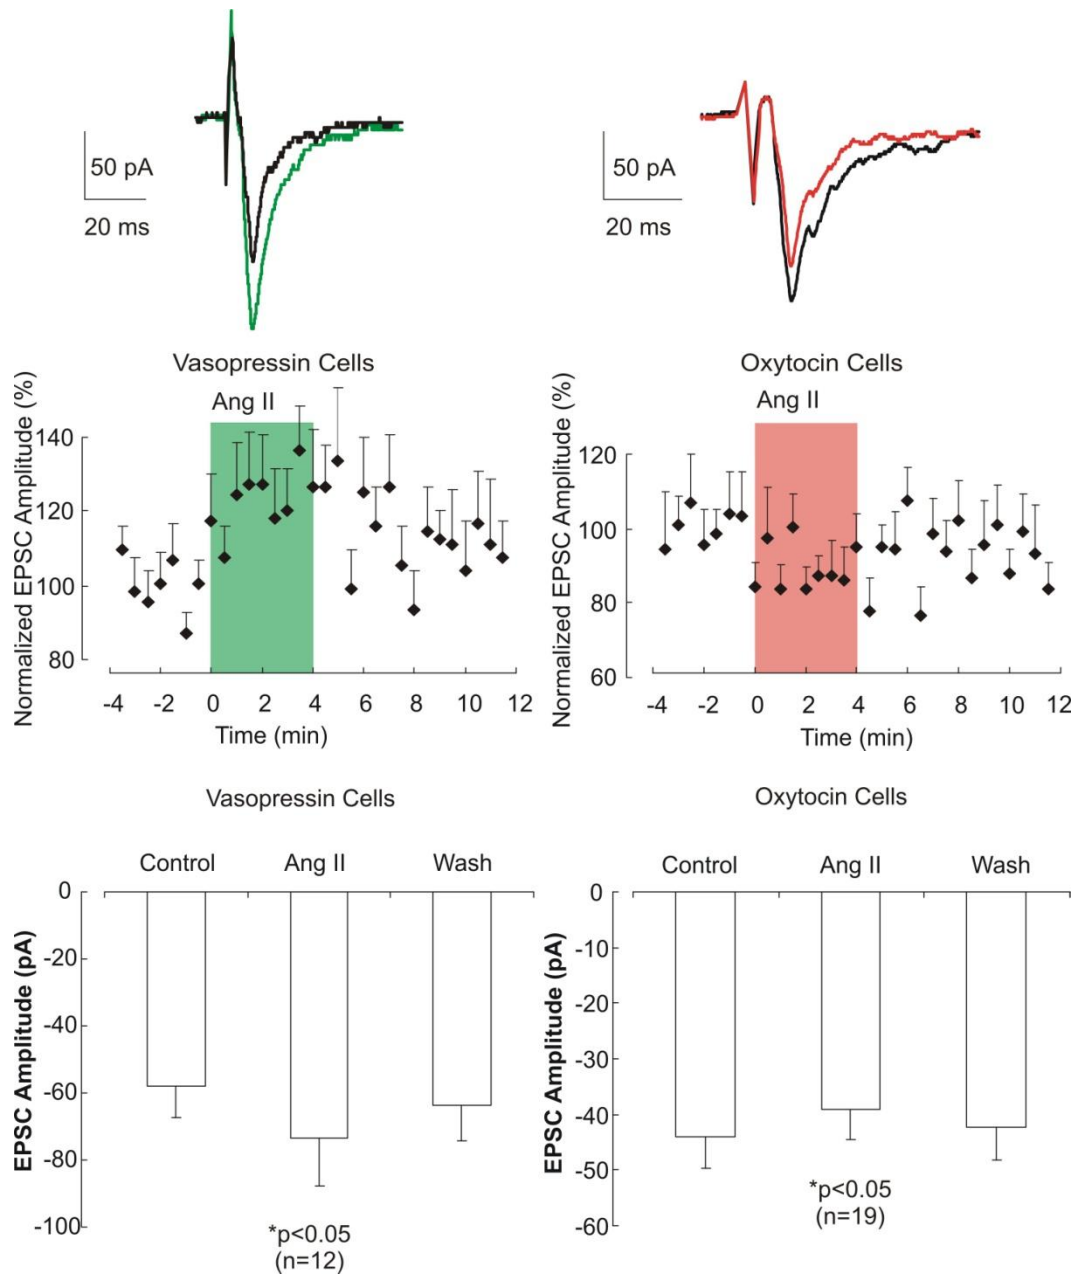 50 pA
20 ms
50 pA
20 ms
Vasopressin Cells
Normalized EPSC Amplitude (%)
Ang II
140
120
100
80
-4 -2 0 2 4 6 8 10 12
Time (min)
Oxytocin Cells
Normalized EPSC Amplitude (%)
Ang II
120
100
80
60
-4 -2 0 2 4 6 8 10 12
Time (min)
Vasopressin Cells
Control Ang II Wash
EPSC Amplitude (pA)
0
-20
-40
-60
-80
-100
*p<0.05
(n=12)
Oxytocin Cells
Control Ang II Wash
EPSC Amplitude (pA)
0
-10
-20
-30
-40
-50
-60
*p<0.05
(n=19)